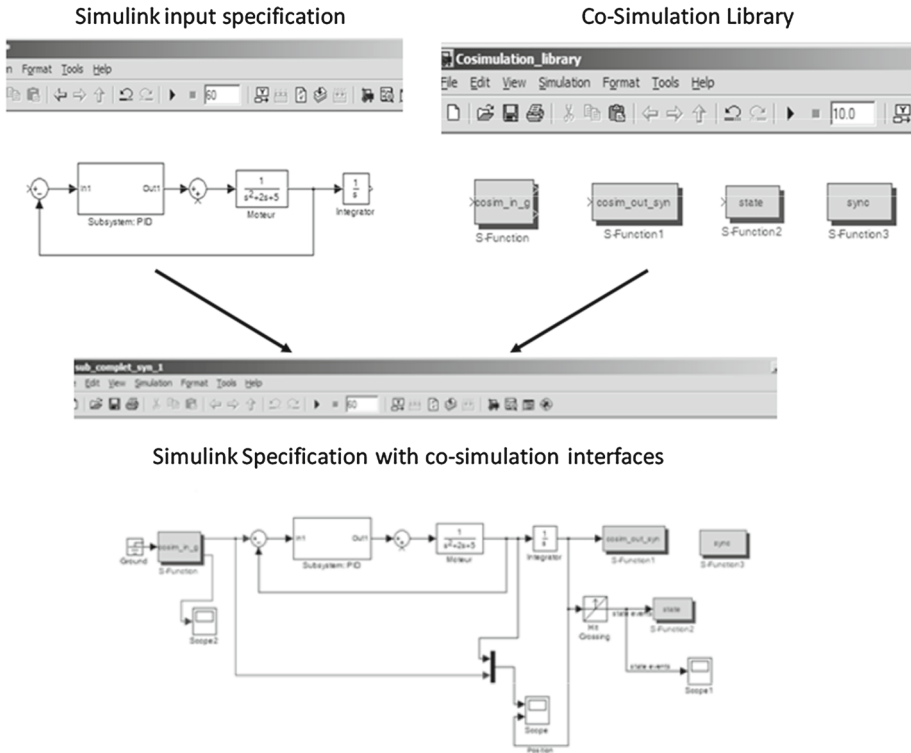 Simulink input specification
Co-Simulation Library
Format Tools Help
60
Cosimulation_library
File Edit View Simulation Format Tools Help
10.0
In1
Out1
Subsystem: PID
1
s²+2s+5
Moteur
1
s
Integrator
cosim_in_g
S-Function
cosim_out_syn
S-Function1
state
S-Function2
sync
S-Function3
sub_complet_syn_1
Edit View Simulation Format Tools Help
60
Simulink Specification with co-simulation interfaces
Ground
cosim_in_g
S-Function
Scope2
In1
Out1
Subsystem: PID
1
s²+2s+5
Moteur
1
s
Integrator
cosim_out_syn
S-Function1
sync
S-Function3
Hit
Crossing
state events
state
S-Function2
state events
Scope1
Scope
Position